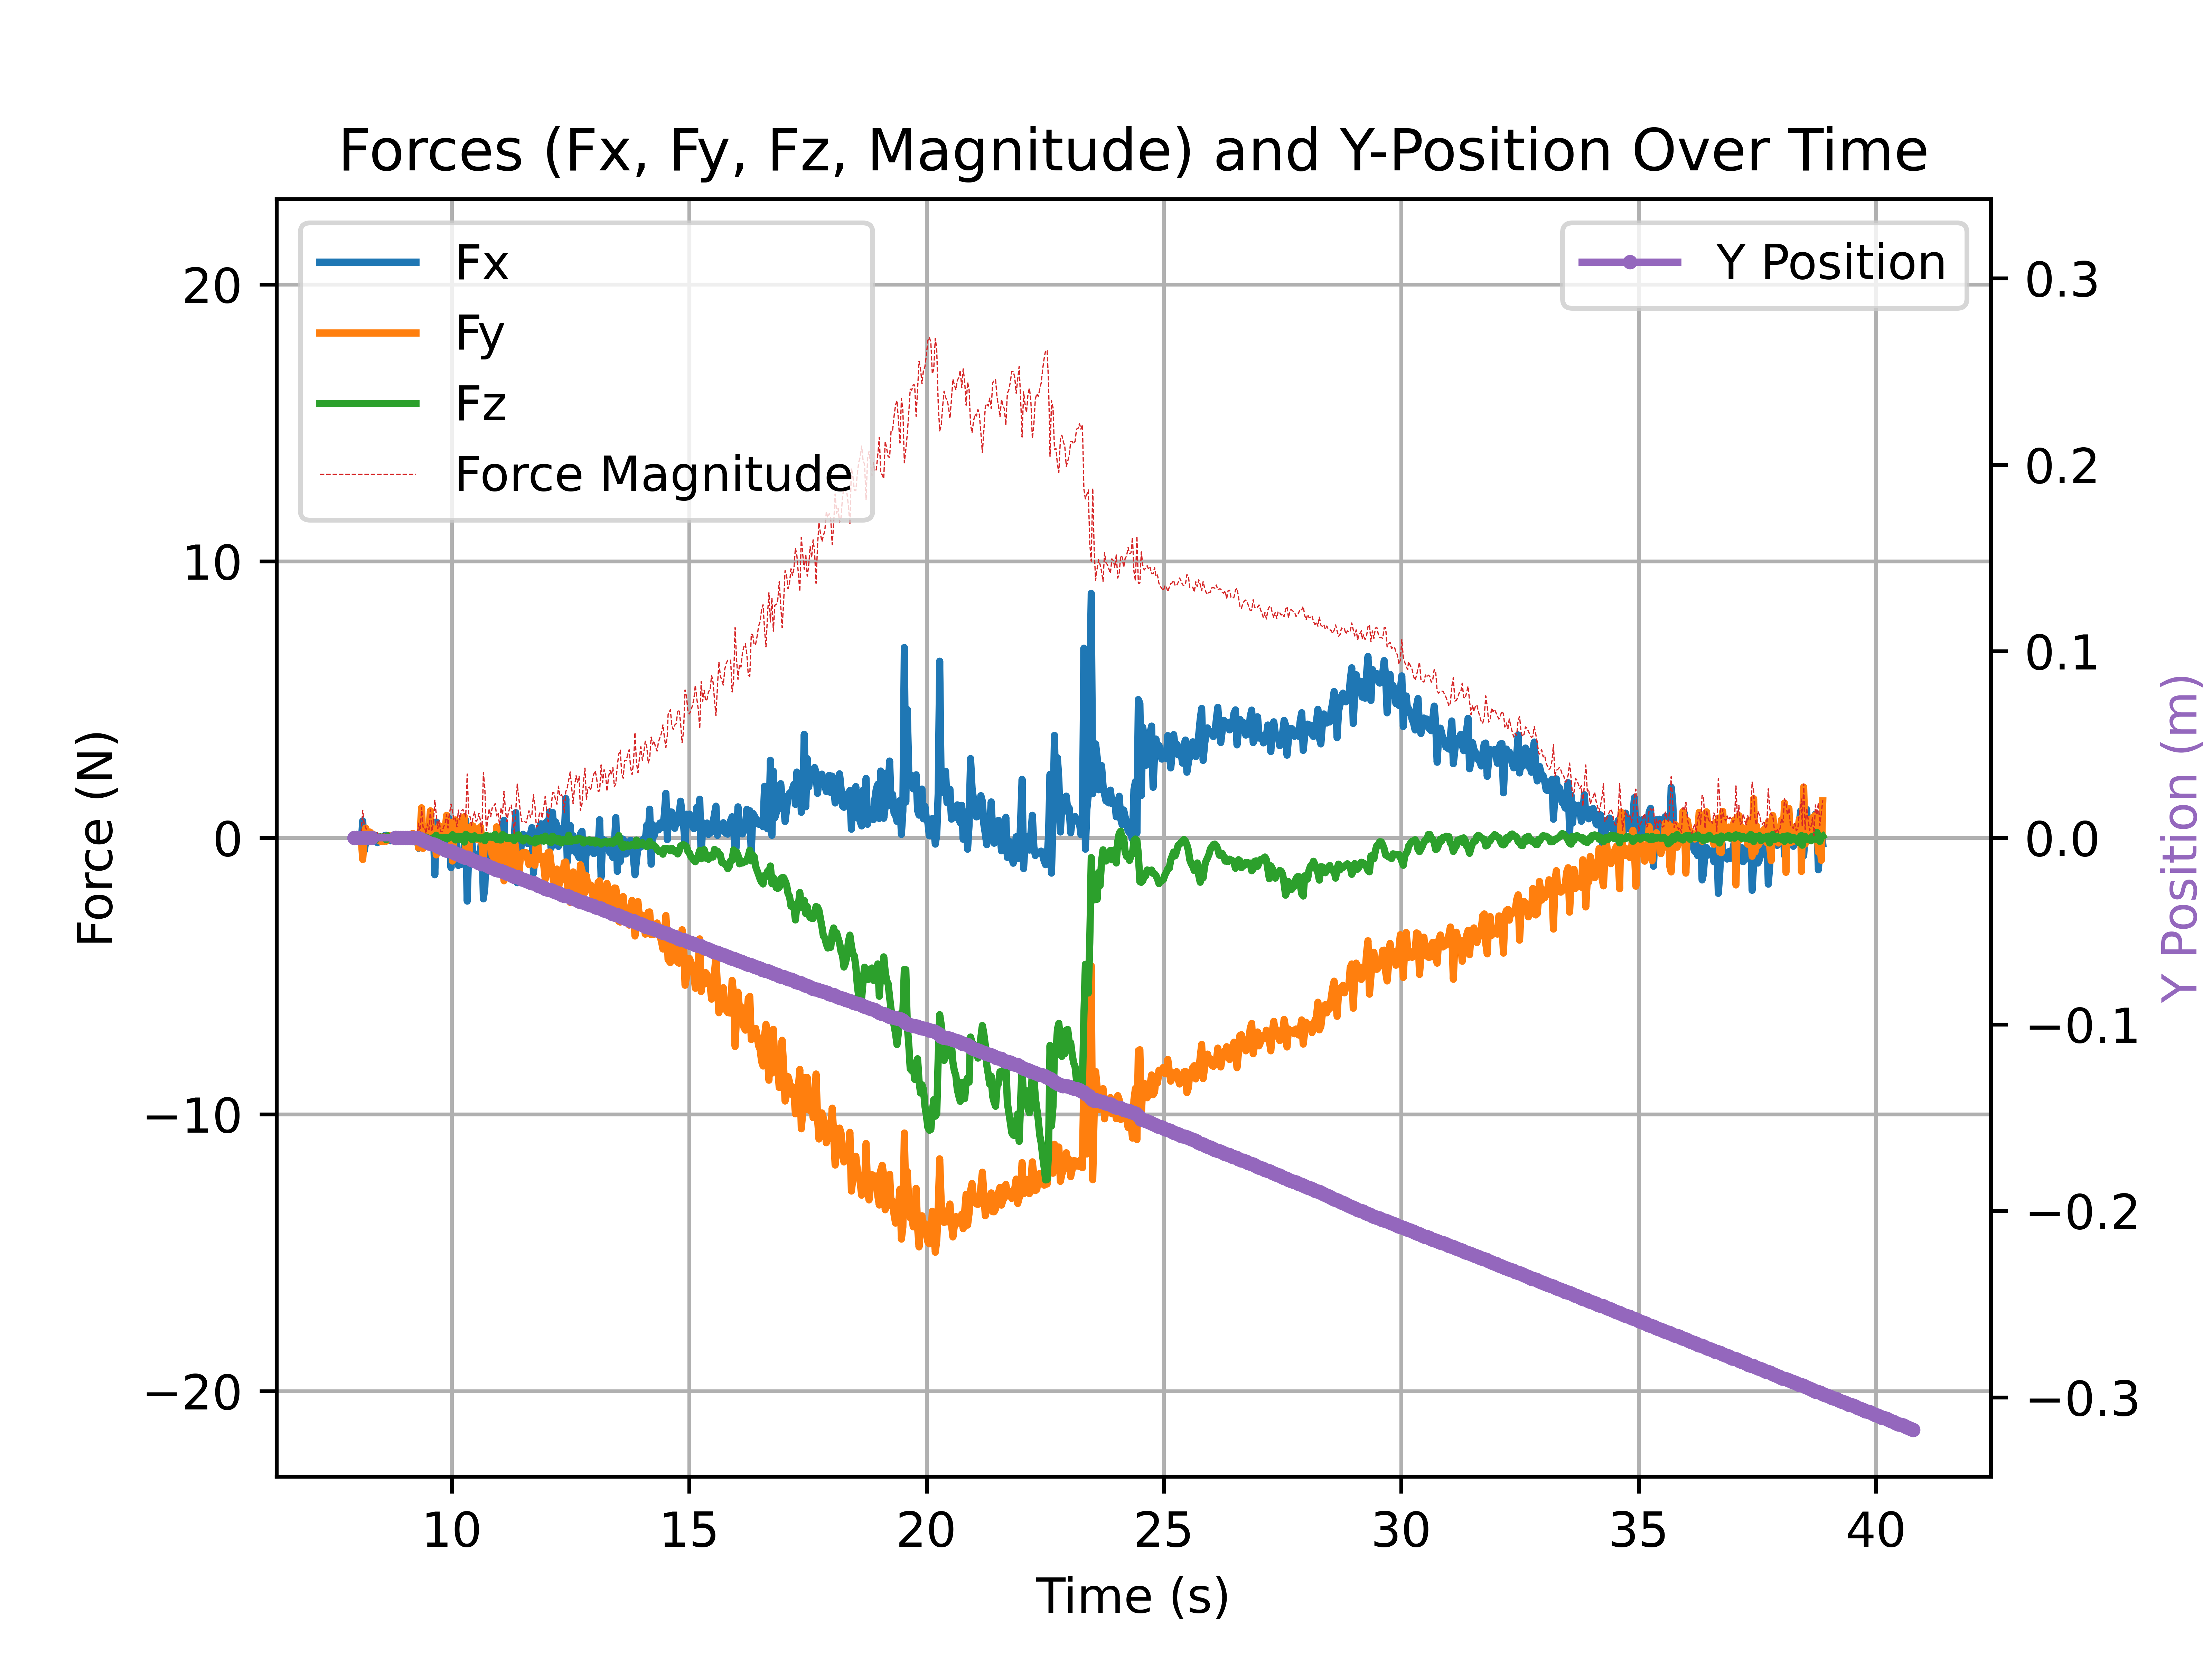 Forces (Fx, Fy, Fz, Magnitude) and Y-Position Over Time
Fx
Fy
Fz
Force Magnitude
Y Position
20
10
0
−10
−20
Force (N)
0.3
0.2
0.1
0.0
−0.1
−0.2
−0.3
Y Position (m)
10 15 20 25 30 35 40
Time (s)